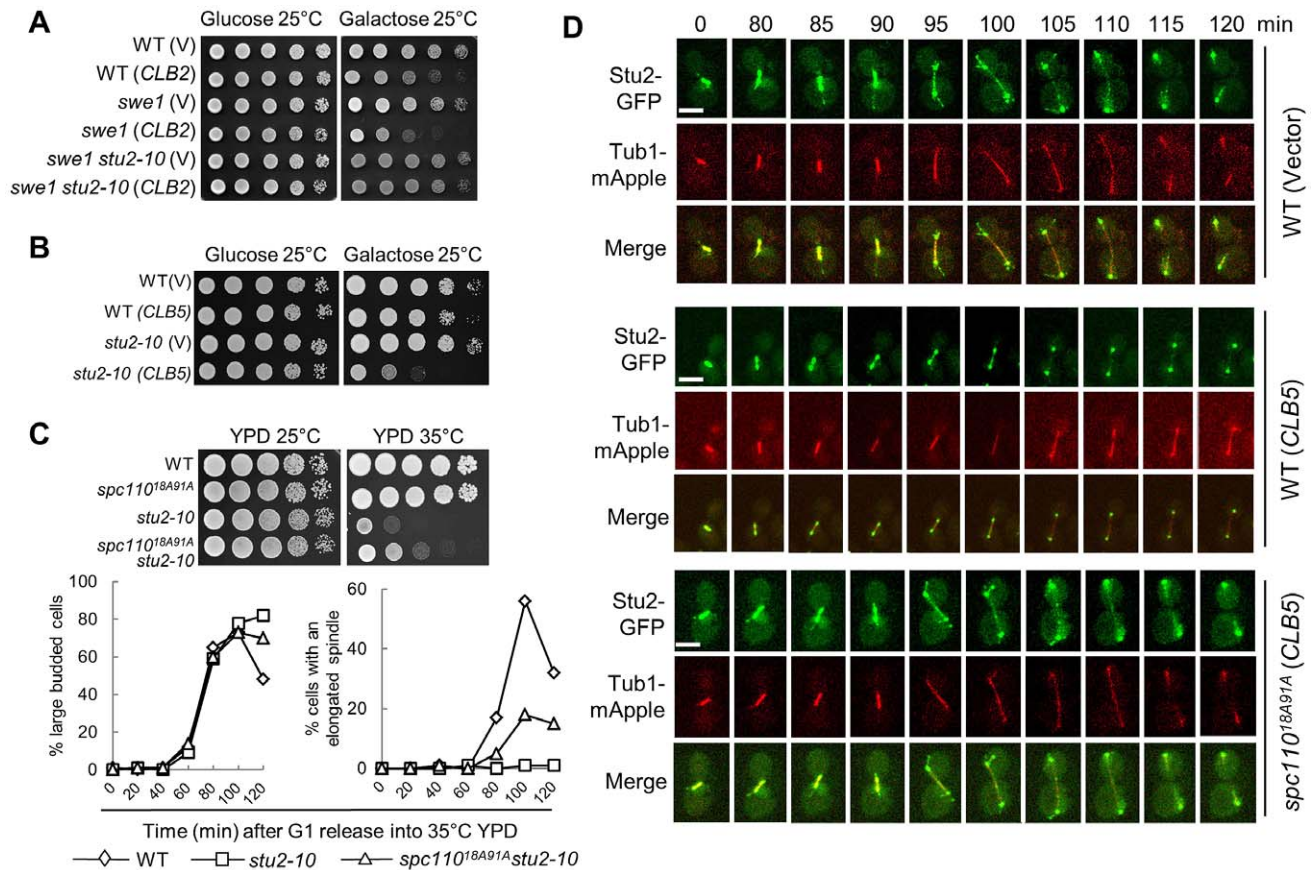 A
Glucose 25°C Galactose 25°C
WT (V)
WT (CLB2)
swe1 (V)
swe1 (CLB2)
swe1 stu2-10 (V)
swe1 stu2-10 (CLB2)
B
Glucose 25°C Galactose 25°C
WT(V)
WT (CLB5)
stu2-10 (V)
stu2-10 (CLB5)
C
YPD 25°C YPD 35°C
WT
spc110^18A91A
stu2-10
spc110^18A91A
stu2-10
% large budded cells
100
80
60
40
20
0
0 20 40 60 80 100 120
% cells with an
elongated spindle
60
40
20
0
0 20 40 60 80 100 120
Time (min) after G1 release into 35°C YPD
WT stu2-10 spc110^18A91A stu2-10
D
0 80 85 90 95 100 105 110 115 120 min
Stu2-
GFP
Tub1-
mApple
Merge
WT (Vector)
Stu2-
GFP
Tub1-
mApple
Merge
WT (CLB5)
Stu2-
GFP
Tub1-
mApple
Merge
spc110^18A91A (CLB5)